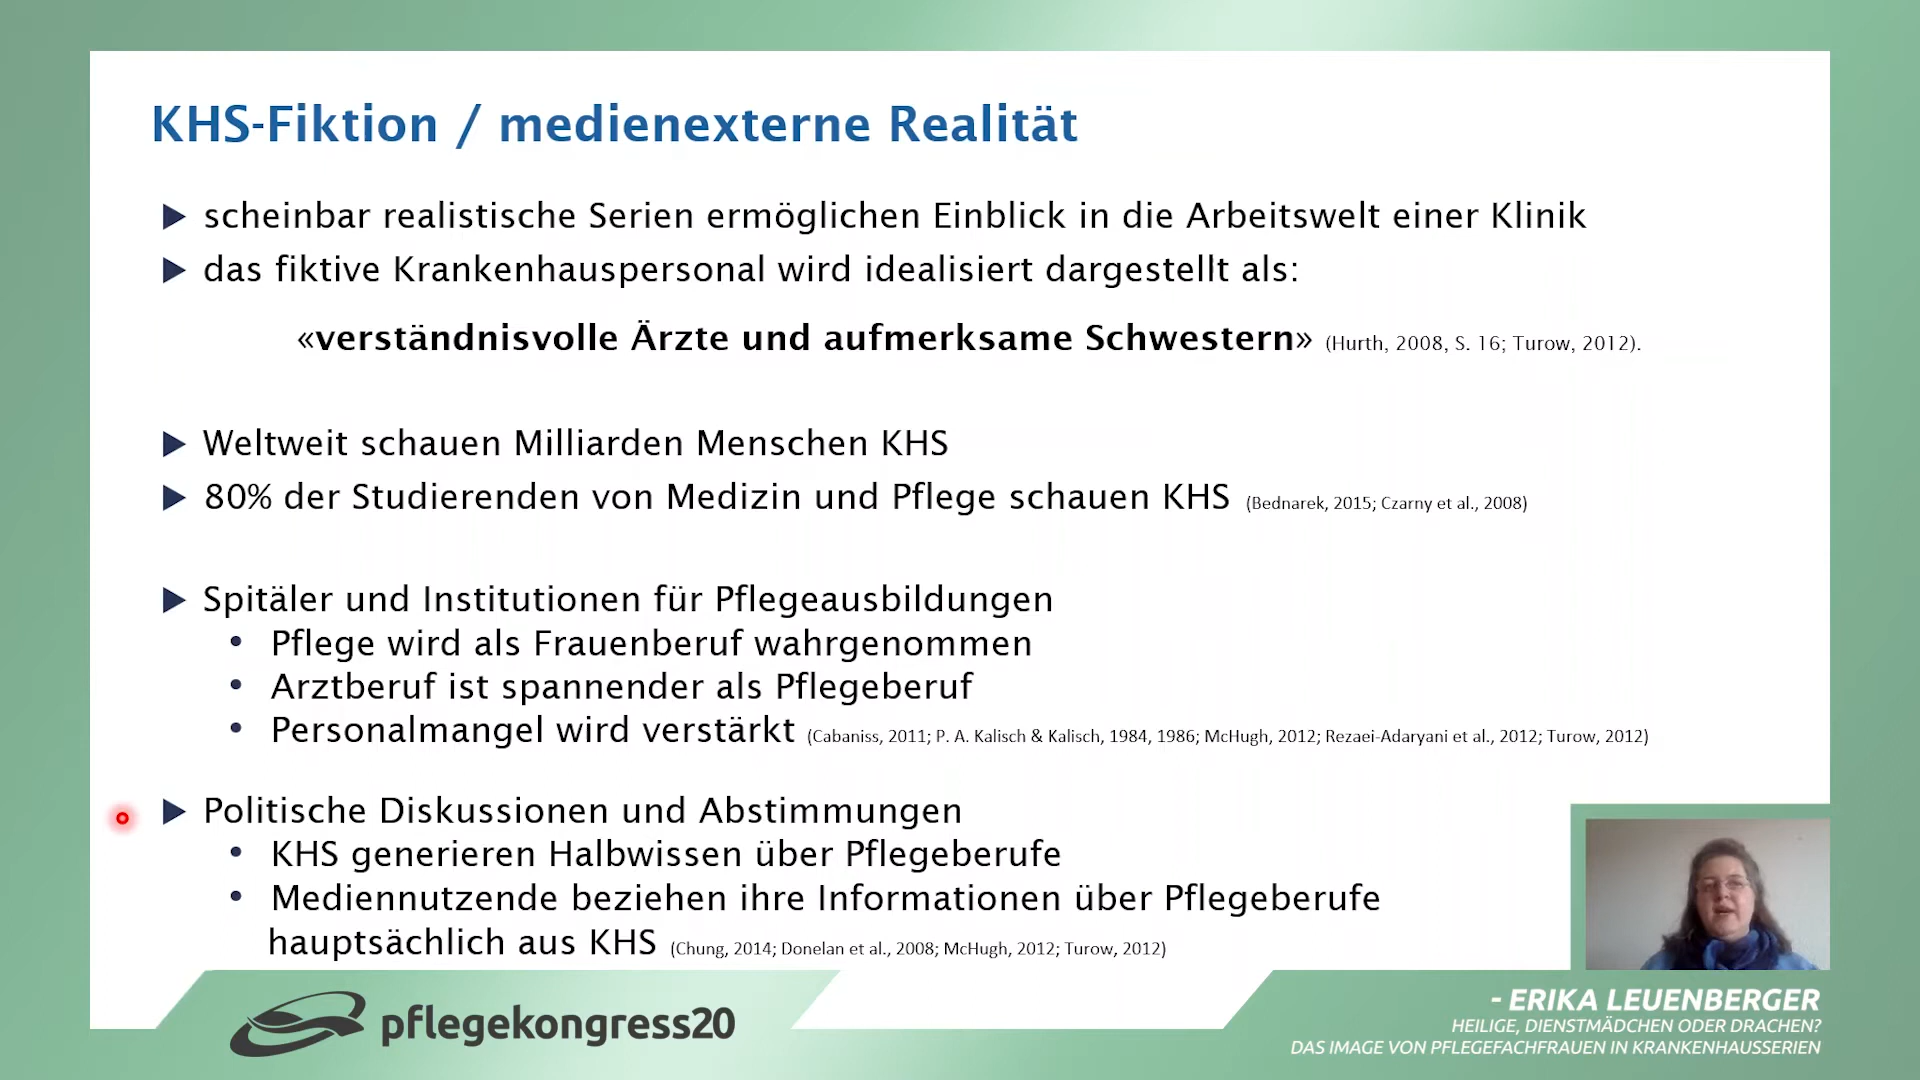 KHS-Fiktion / medienexterne Realität
scheinbar realistische Serien ermöglichen Einblick in die Arbeitswelt einer Klinik
das fiktive Krankenhauspersonal wird idealisiert dargestellt als:
«verständnisvolle Ärzte und aufmerksame Schwestern» (Hurth, 2008, S. 16; Turow, 2012).
Weltweit schauen Milliarden Menschen KHS
80% der Studierenden von Medizin und Pflege schauen KHS (Bednarek, 2015; Czarny et al., 2008)
Spitäler und Institutionen für Pflegeausbildungen
• Pflege wird als Frauenberuf wahrgenommen
• Arztberuf ist spannender als Pflegeberuf
• Personalmangel wird verstärkt (Cabaniss, 2011; P. A. Kalisch & Kalisch, 1984, 1986; McHugh, 2012; Rezaei-Adaryani et al., 2012; Turow, 2012)
Politische Diskussionen und Abstimmungen
• KHS generieren Halbwissen über Pflegeberufe
• Mediennutzende beziehen ihre Informationen über Pflegeberufe
hauptsächlich aus KHS (Chung, 2014; Donelan et al., 2008; McHugh, 2012; Turow, 2012)
pflegekongress20
- ERIKA LEUENBERGER
HEILIGE, DIENSTMÄDCHEN ODER DRACHEN?
DAS IMAGE VON PFLEGEFACHFRAUEN IN KRANKENHAUSSERIEN